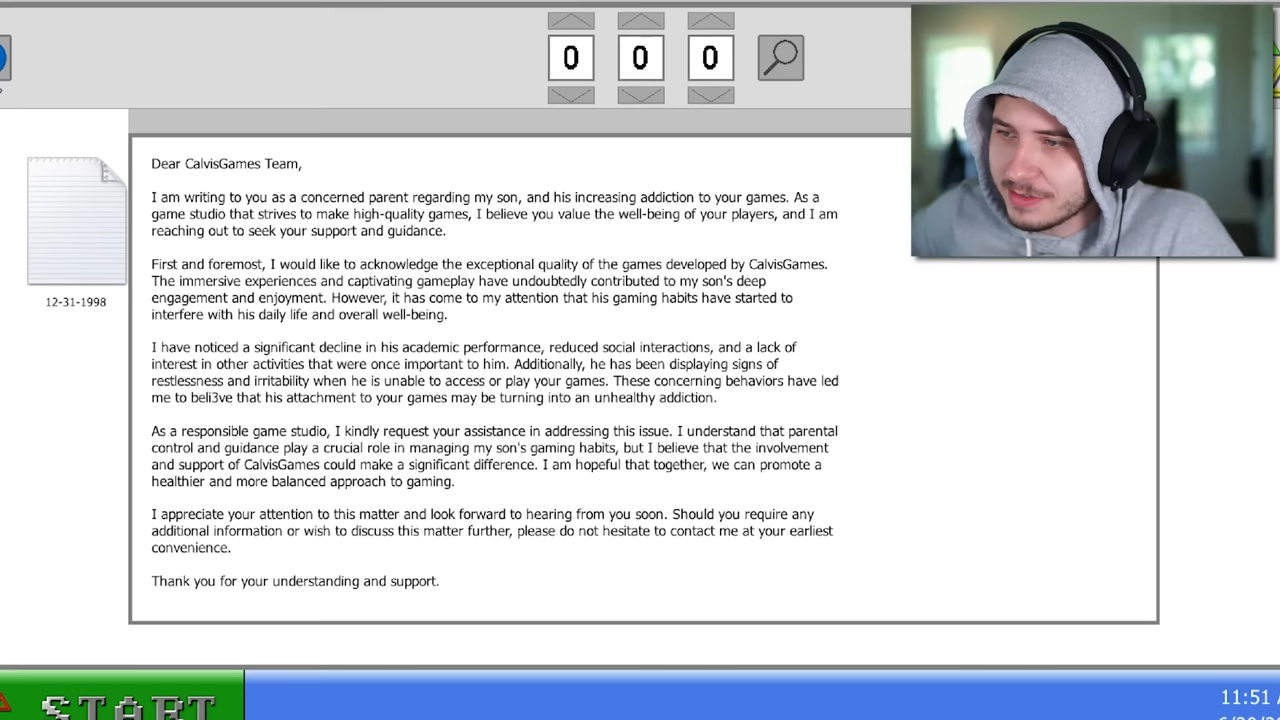 0 0 0
Dear CalvisGames Team,
I am writing to you as a concerned parent regarding my son, and his increasing addiction to your games. As a
game studio that strives to make high-quality games, I believe you value the well-being of your players, and I am
reaching out to seek your support and guidance.
First and foremost, I would like to acknowledge the exceptional quality of the games developed by CalvisGames.
The immersive experiences and captivating gameplay have undoubtedly contributed to my son's deep
engagement and enjoyment. However, it has come to my attention that his gaming habits have started to
interfere with his daily life and overall well-being.
12-31-1998
I have noticed a significant decline in his academic performance, reduced social interactions, and a lack of
interest in other activities that were once important to him. Additionally, he has been displaying signs of
restlessness and irritability when he is unable to access or play your games. These concerning behaviors have led
me to beli3ve that his attachment to your games may be turning into an unhealthy addiction.
As a responsible game studio, I kindly request your assistance in addressing this issue. I understand that parental
control and guidance play a crucial role in managing my son's gaming habits, but I believe that the involvement
and support of CalvisGames could make a significant difference. I am hopeful that together, we can promote a
healthier and more balanced approach to gaming.
I appreciate your attention to this matter and look forward to hearing from you soon. Should you require any
additional information or wish to discuss this matter further, please do not hesitate to contact me at your earliest
convenience.
Thank you for your understanding and support.
START
11:51